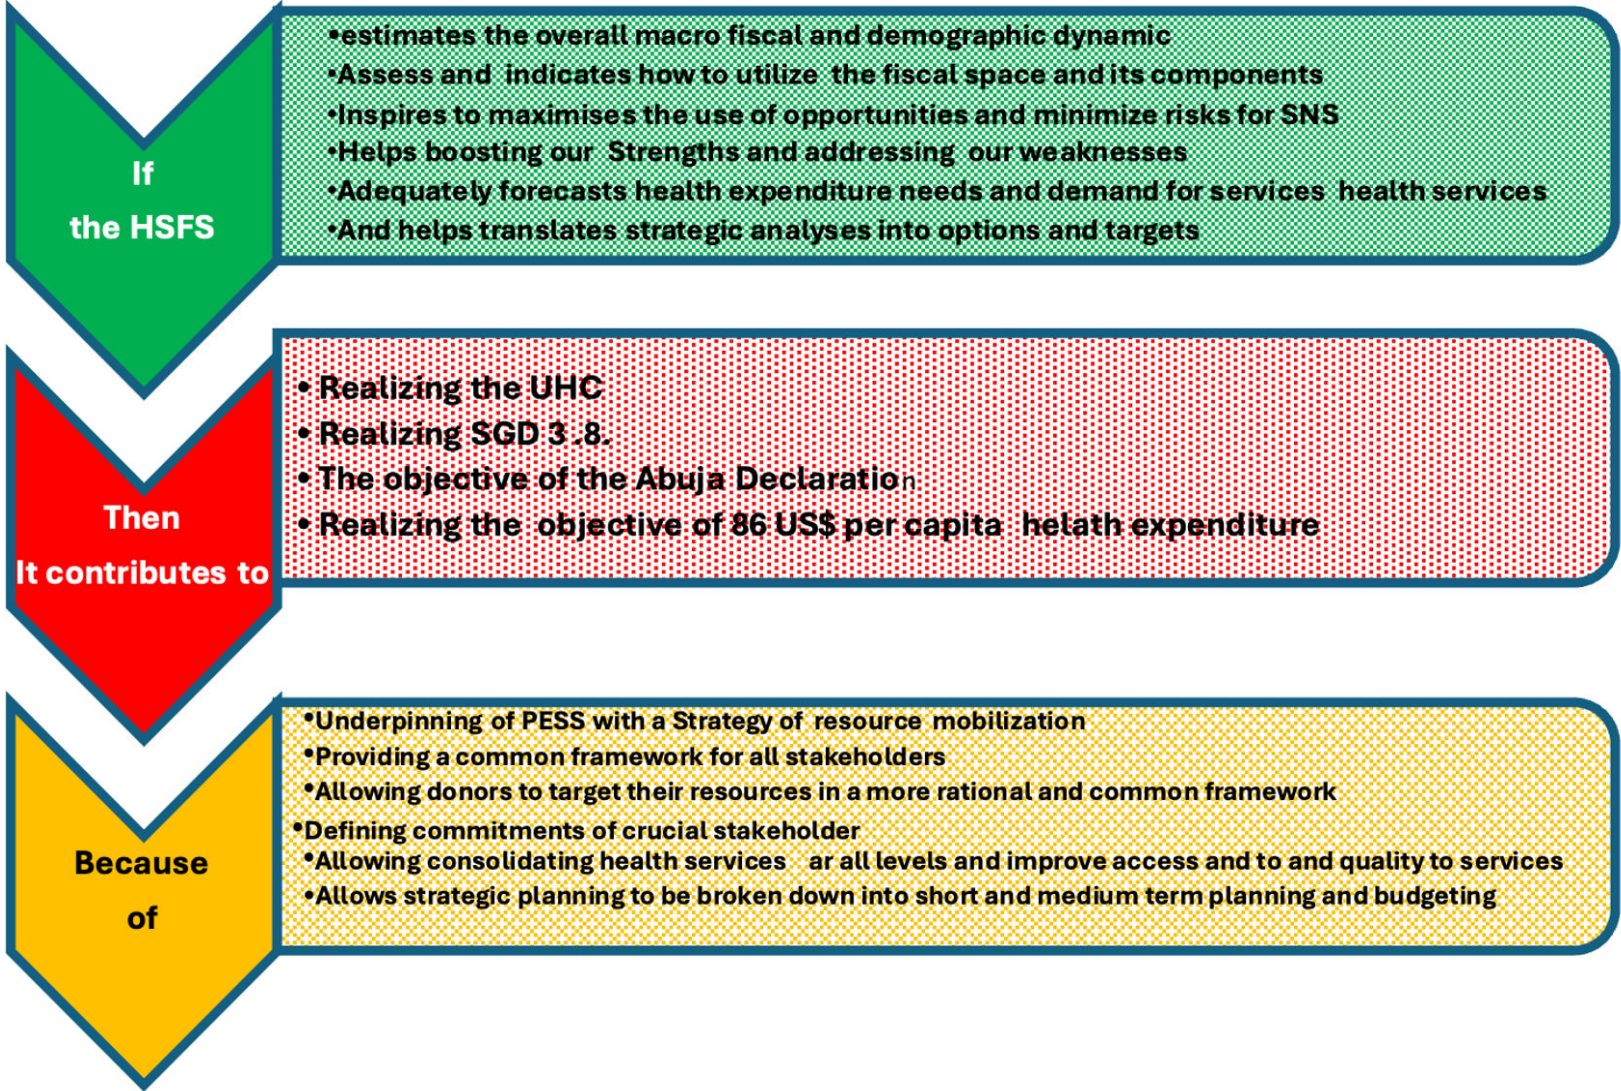 If
the HSFS
•estimates the overall macro fiscal and demographic dynamic
•Assess and indicates how to utilize the fiscal space and its components
•Inspires to maximises the use of opportunities and minimize risks for SNS
•Helps boosting our Strengths and addressing our weaknesses
•Adequately forecasts health expenditure needs and demand for services health services
•And helps translates strategic analyses into options and targets
Then
It contributes to
• Realizing the UHC
• Realizing SGD 3 .8.
• The objective of the Abuja Declaration
• Realizing the objective of 86 US$ per capita helath expenditure
Because
of
•Underpinning of PESS with a Strategy of resource mobilization
•Providing a common framework for all stakeholders
•Allowing donors to target their resources in a more rational and common framework
•Defining commitments of crucial stakeholder
•Allowing consolidating health services ar all levels and improve access and to and quality to services
•Allows strategic planning to be broken down into short and medium term planning and budgeting